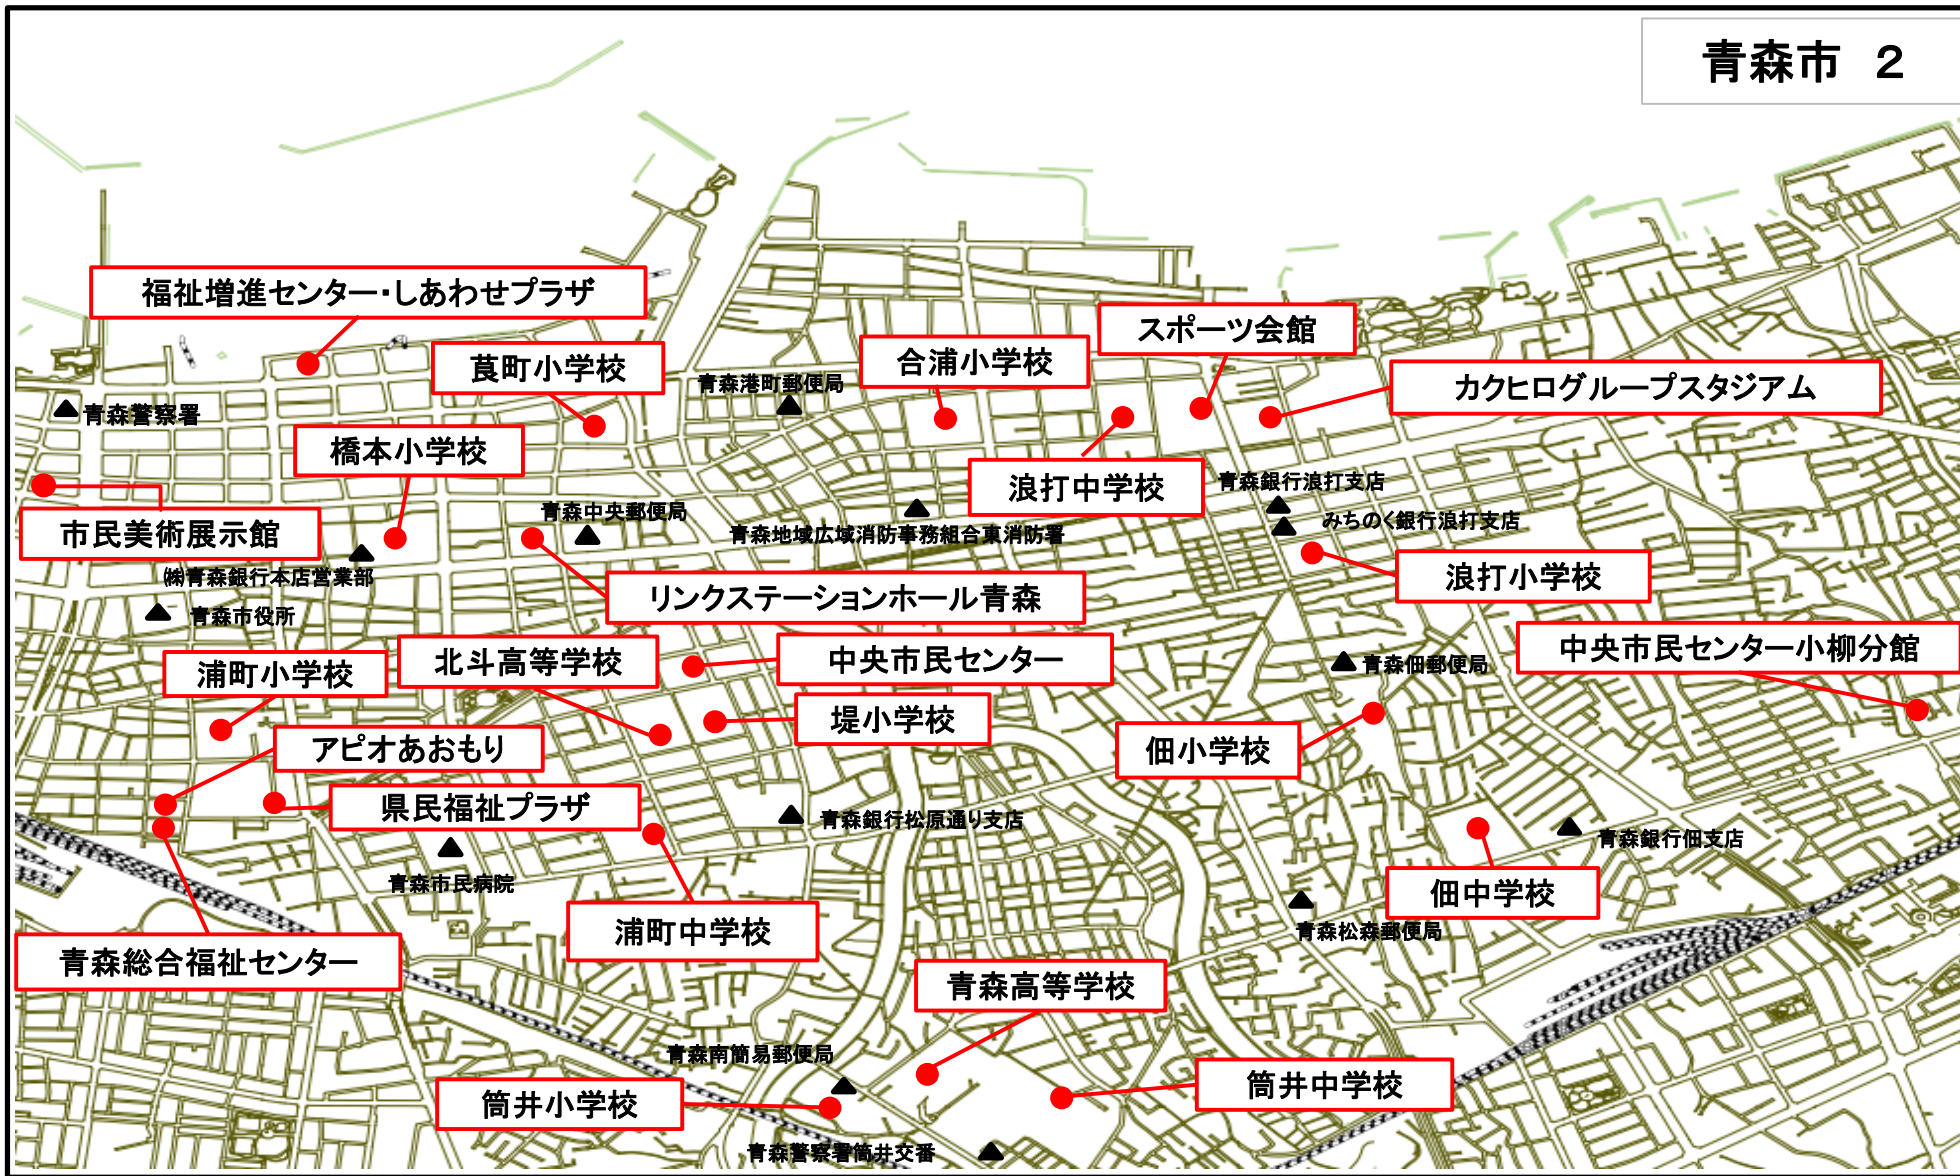 青森市 2
福祉増進センター・しあわせプラザ
スポーツ会館
莨町小学校
合浦小学校
青森港町郵便局
カクヒログループスタジアム
青森警察署
橋本小学校
浪打中学校
青森銀行浪打支店
青森中央郵便局
みちのく銀行浪打支店
市民美術展示館
青森地域広域消防事務組合東消防署
㈱青森銀行本店営業部
浪打小学校
リンクステーションホール青森
青森市役所
中央市民センター小柳分館
北斗高等学校
中央市民センター
青森佃郵便局
浦町小学校
堤小学校
アピオあおもり
佃小学校
県民福祉プラザ
青森銀行松原通り支店
青森銀行佃支店
青森市民病院
佃中学校
浦町中学校
青森松森郵便局
青森総合福祉センター
青森高等学校
青森南簡易郵便局
筒井中学校
筒井小学校
青森警察署筒井交番